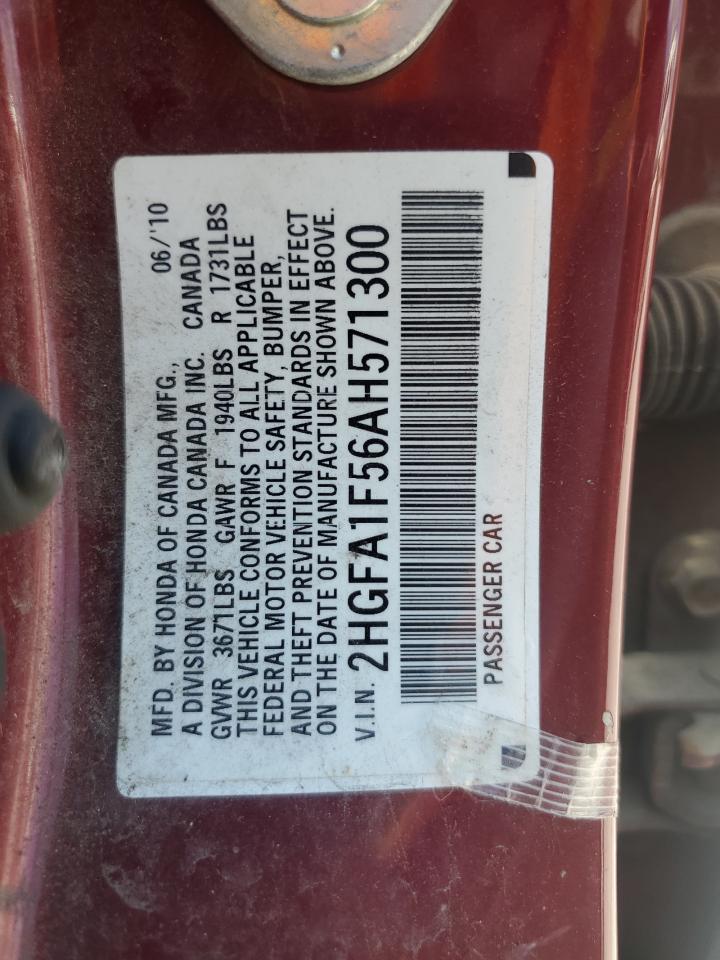 MFD. BY HONDA OF CANADA MFG., 06/'10
A DIVISION OF HONDA CANADA INC. CANADA
GVWR 3671LBS GAWR F 1940LBS R 1731LBS
THIS VEHICLE CONFORMS TO ALL APPLICABLE
FEDERAL MOTOR VEHICLE SAFETY, BUMPER,
AND THEFT PREVENTION STANDARDS IN EFFECT
ON THE DATE OF MANUFACTURE SHOWN ABOVE.
V.I.N. 2HGFA1F56AH571300
PASSENGER CAR